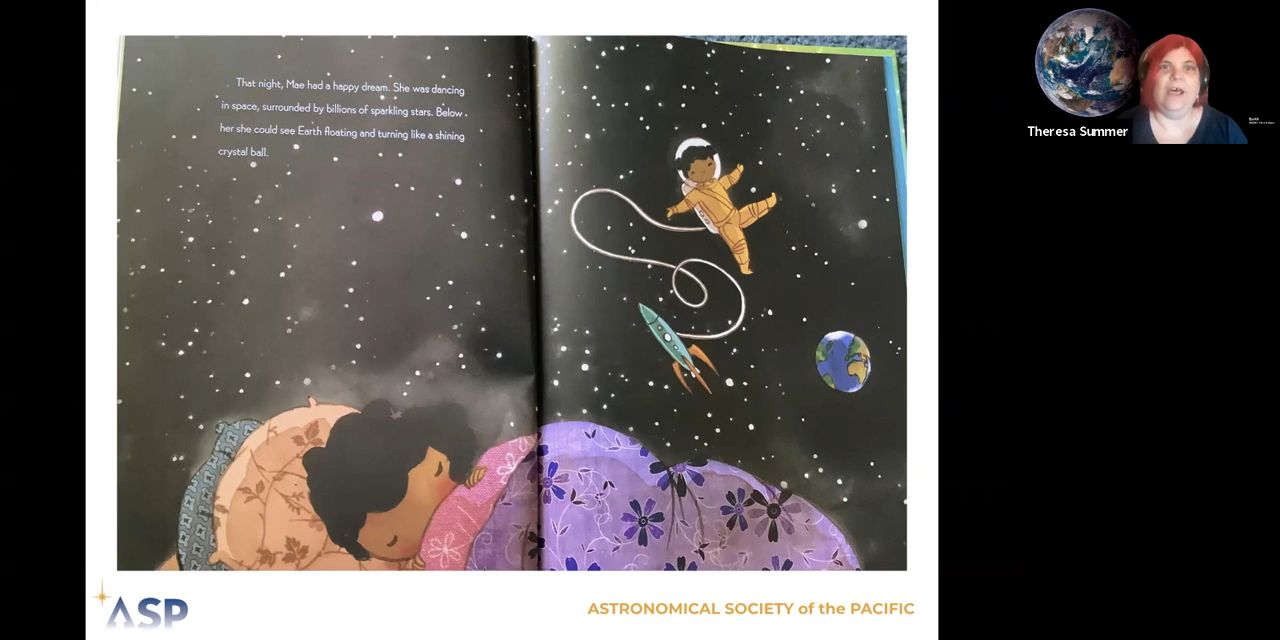 That night, Mae had a happy dream. She was dancing
in space, surrounded by billions of sparkling stars. Below
her she could see Earth floating and turning like a shining
crystal ball.
Theresa Summer
ASP
ASTRONOMICAL SOCIETY of the PACIFIC